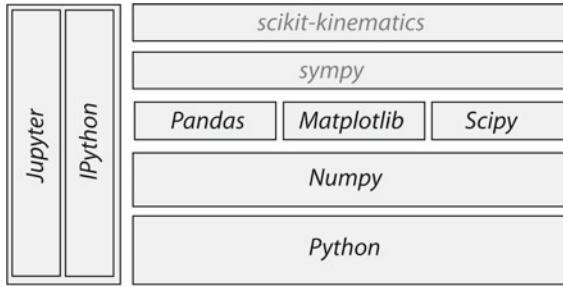 Jupyter
IPython
scikit-kinematics
sympy
Pandas
Matplotlib
Scipy
Numpy
Python